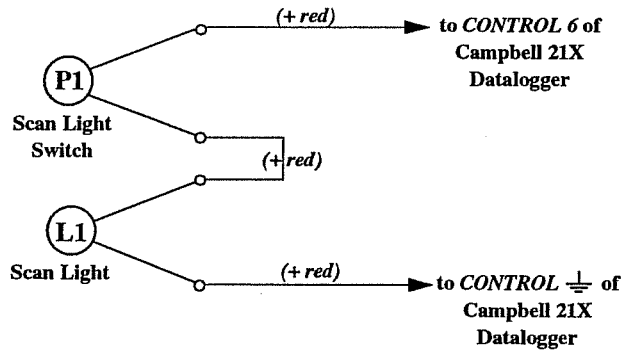 (+ red)
to CONTROL 6 of
Campbell 21X
Datalogger
P1
Scan Light
Switch
(+ red)
L1
Scan Light
(+ red)
to CONTROL ⏚ of
Campbell 21X
Datalogger